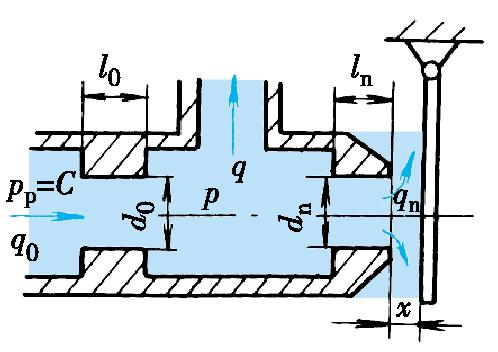 l₀
lₙ
q
pₚ=C
d₀
p
dₙ
qₙ
q₀
x